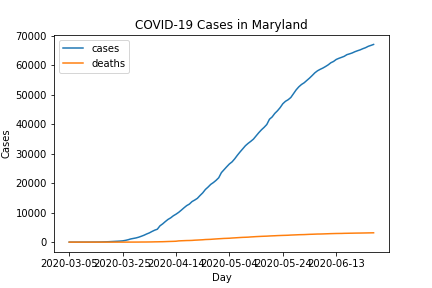 COVID-19 Cases in Maryland
cases
deaths
70000
60000
50000
40000
30000
20000
10000
0
Cases
2020-03-05 2020-03-25 2020-04-14 2020-05-04 2020-05-24 2020-06-13
Day